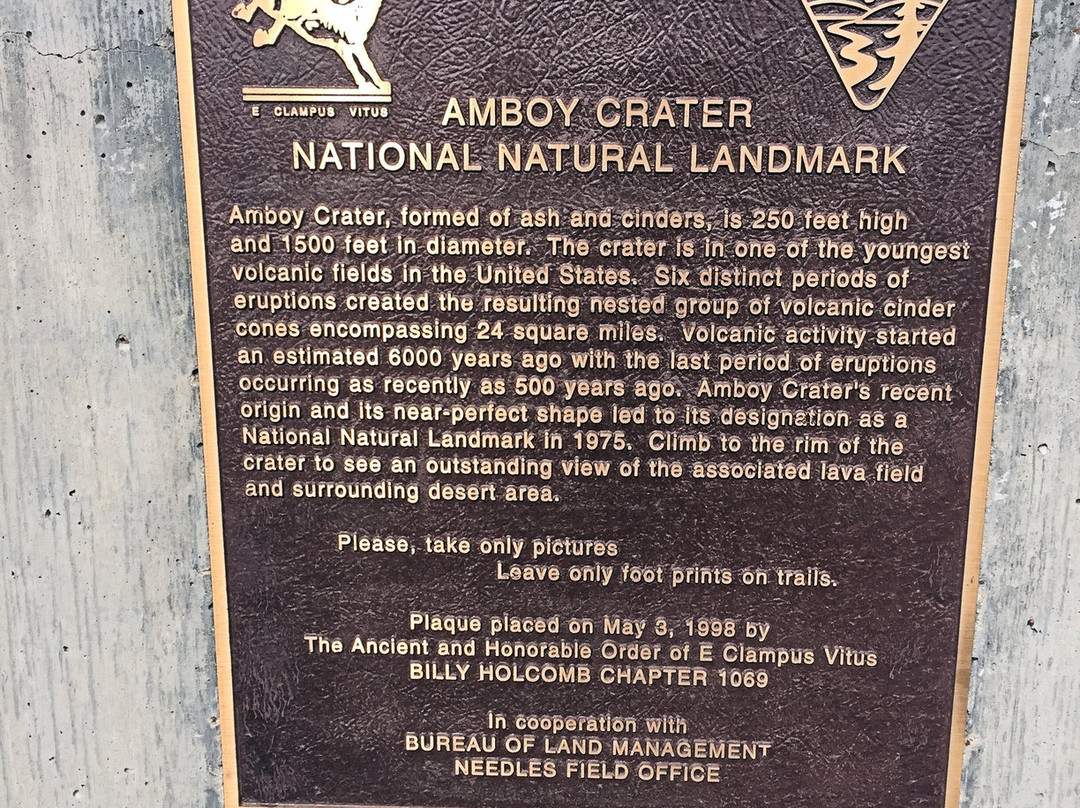 E CLAMPUS VITUS
AMBOY CRATER
NATIONAL NATURAL LANDMARK
Amboy Crater, formed of ash and cinders, is 250 feet high
and 1500 feet in diameter. The crater is in one of the youngest
volcanic fields in the United States. Six distinct periods of
eruptions created the resulting nested group of volcanic cinder
cones encompassing 24 square miles. Volcanic activity started
an estimated 6000 years ago with the last period of eruptions
occurring as recently as 500 years ago. Amboy Crater's recent
origin and its near-perfect shape led to its designation as a
National Natural Landmark in 1975. Climb to the rim of the
crater to see an outstanding view of the associated lava field
and surrounding desert area.
Please, take only pictures
Leave only foot prints on trails.
Plaque placed on May 3, 1998 by
The Ancient and Honorable Order of E Clampus Vitus
BILLY HOLCOMB CHAPTER 1069
In cooperation with
BUREAU OF LAND MANAGEMENT
NEEDLES FIELD OFFICE